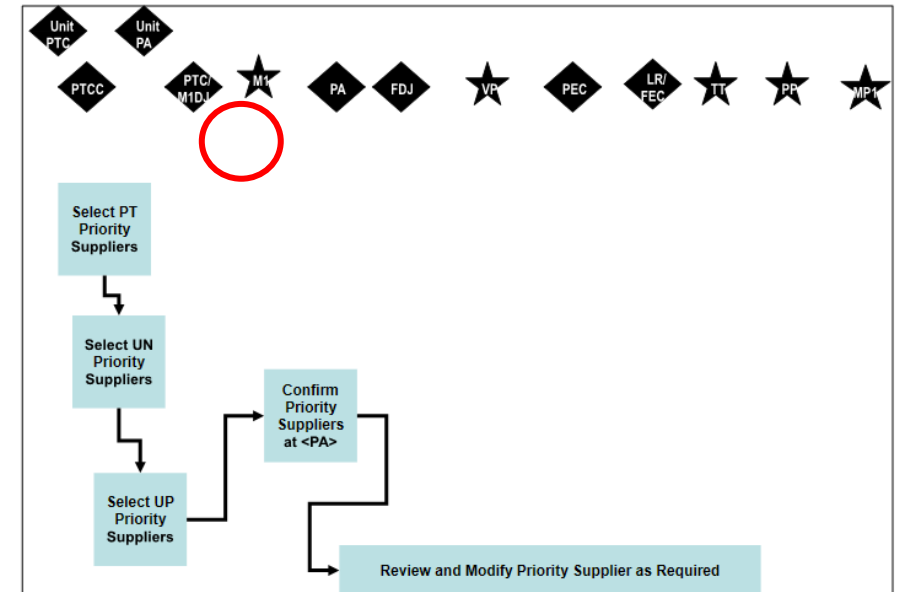 Unit
PTC
Unit
PA
PTCC
PTC/
M1DJ
M1
PA
FDJ
VP
PEC
LR/
FEC
TT
PP
MP1
Select PT
Priority
Suppliers
Select UN
Priority
Suppliers
Confirm
Priority
Suppliers
at <PA>
Select UP
Priority
Suppliers
Review and Modify Priority Supplier as Required